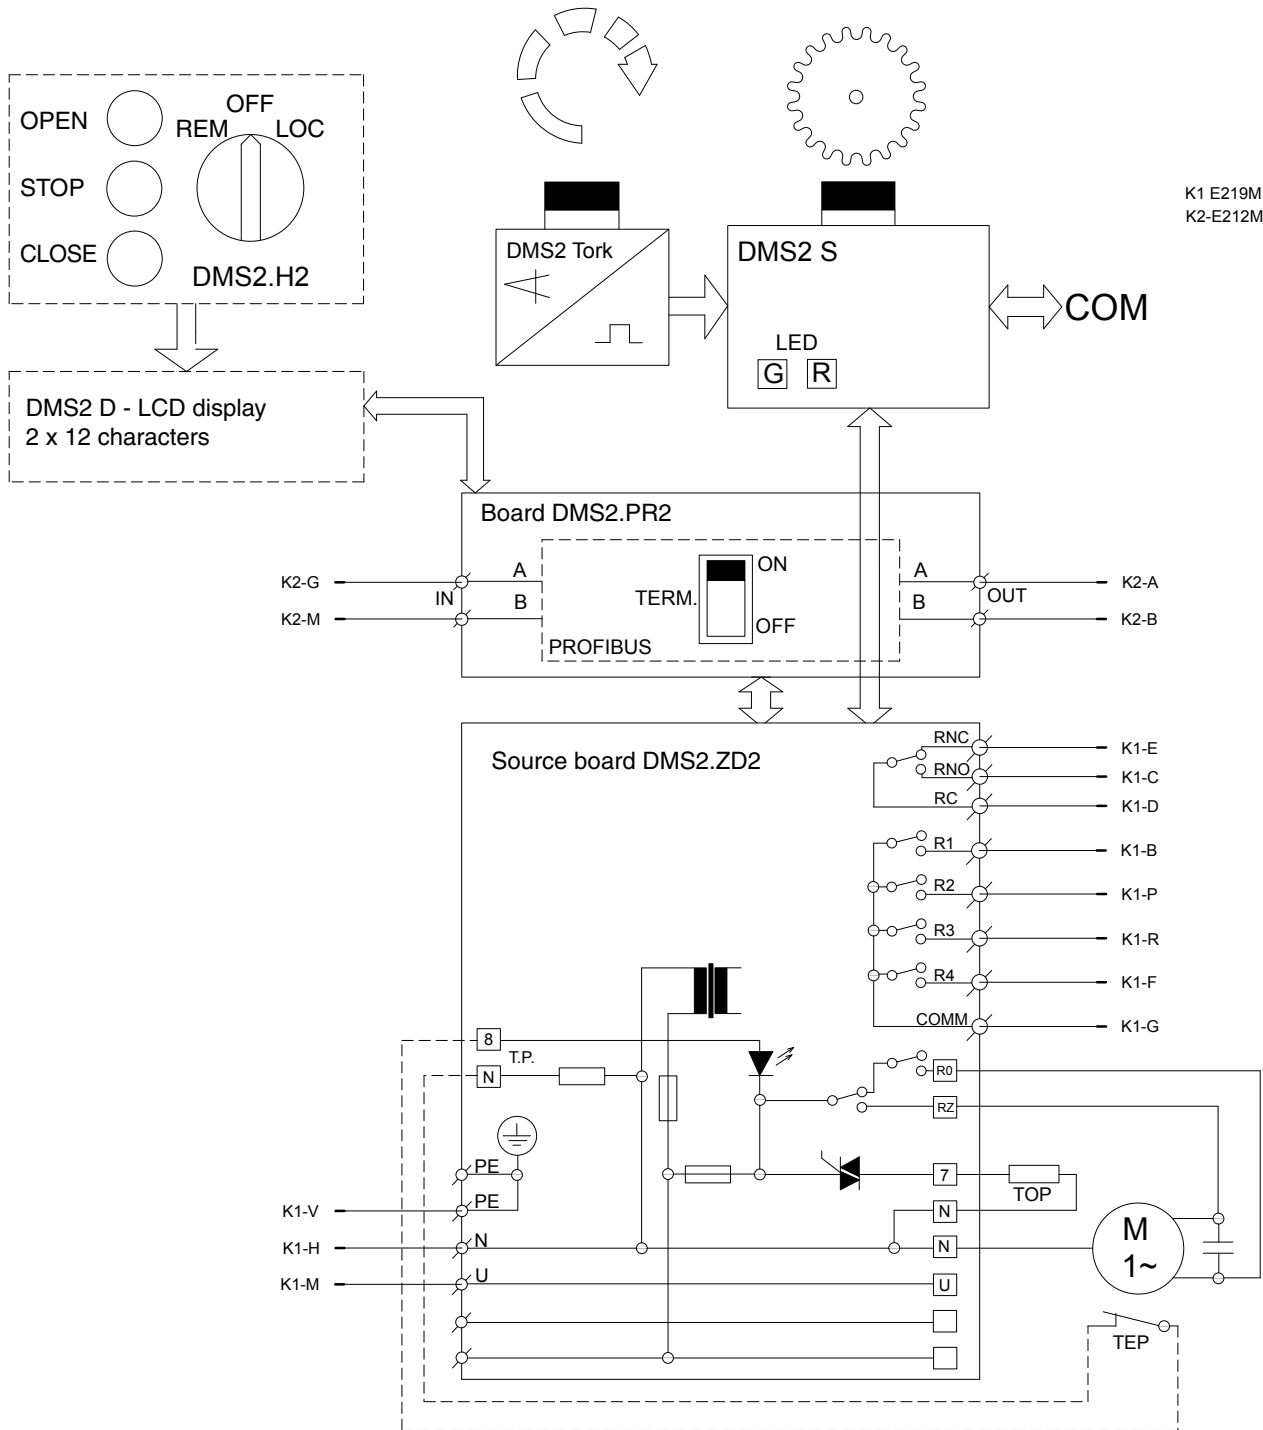 OPEN
STOP
CLOSE
OFF
REM
LOC
DMS2.H2
DMS2 D - LCD display
2 x 12 characters
DMS2 Tork
DMS2 S
LED
G R
COM
K1 E219M
K2-E212M
Board DMS2.PR2
K2-G
K2-M
IN
A
B
TERM.
ON
OFF
PROFIBUS
A
B
OUT
K2-A
K2-B
Source board DMS2.ZD2
RNC
K1-E
RNO
K1-C
RC
K1-D
R1
K1-B
R2
K1-P
R3
K1-R
R4
K1-F
COMM
K1-G
8
T.P.
N
R0
RZ
PE
7
TOP
K1-V
PE
N
K1-H
N
N
K1-M
U
U
M
1~
TEP